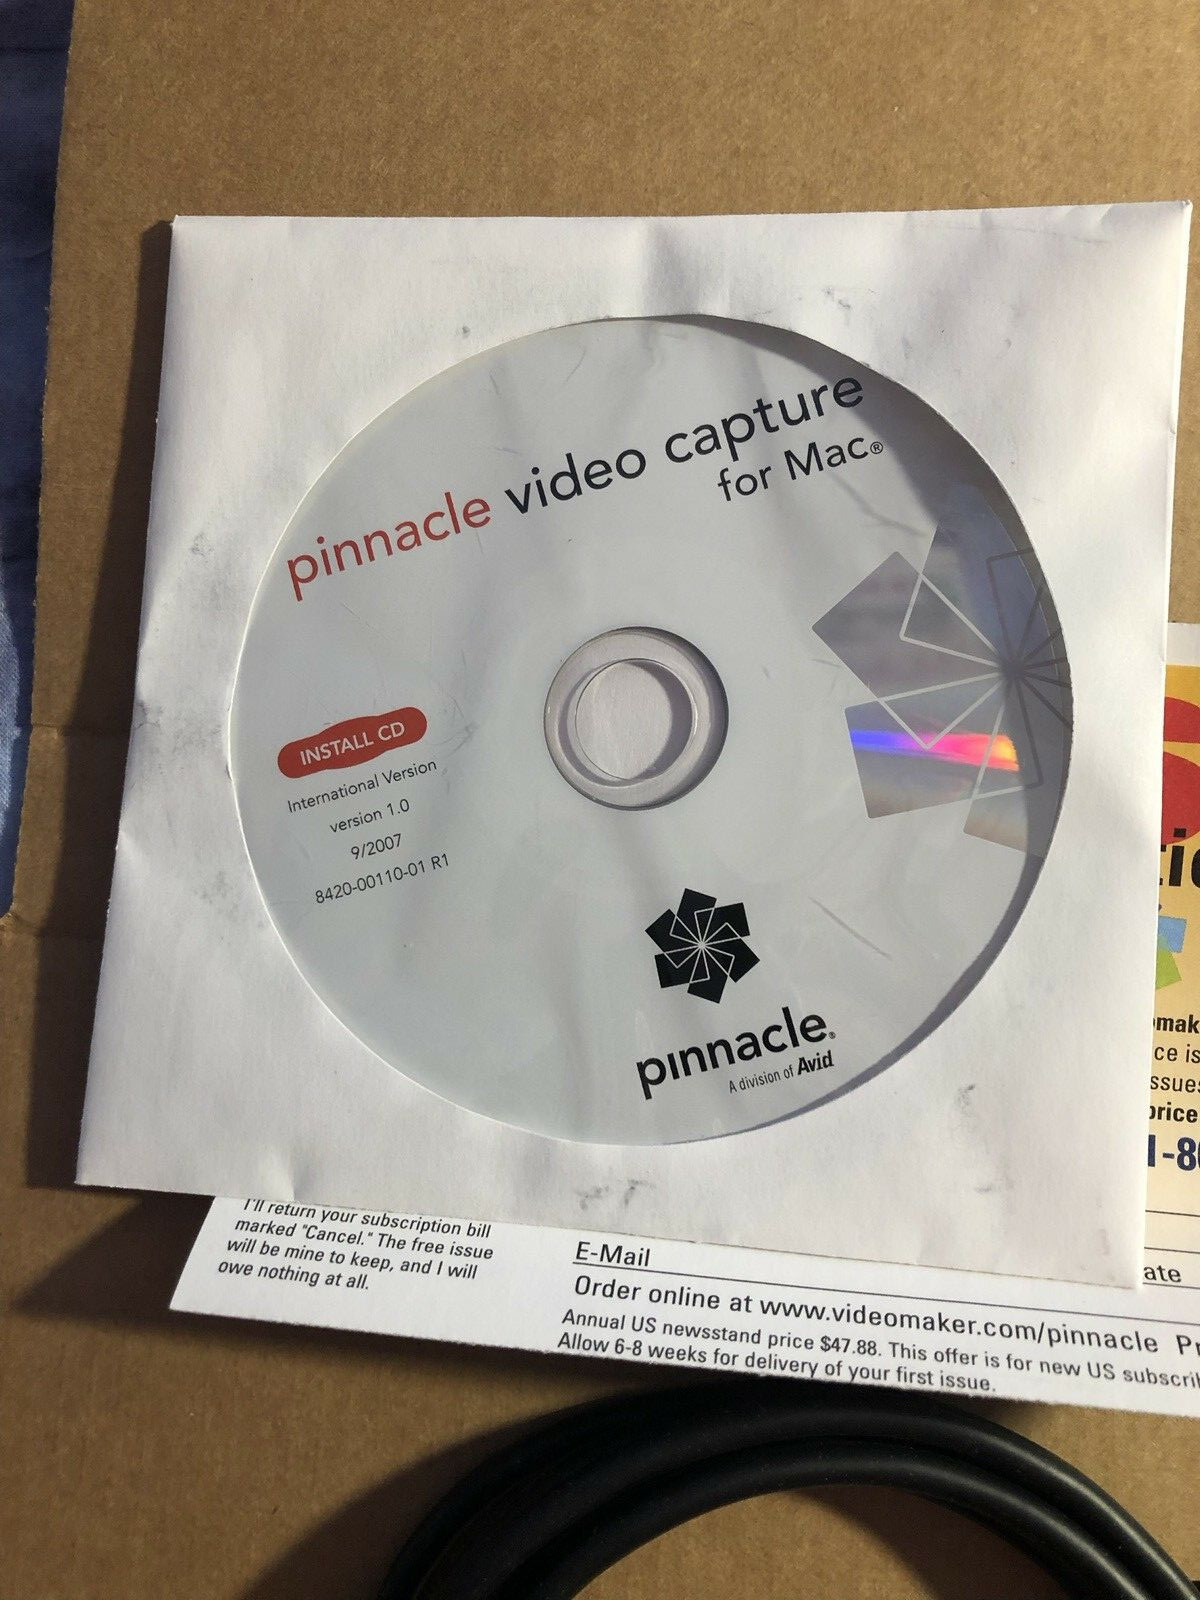 pinnacle video capture
for Mac®
INSTALL CD
International Version
version 1.0
9/2007
8420-00110-01 R1
pinnacle®
A division of Avid
I'll return your subscription bill
marked "Cancel." The free issue
will be mine to keep, and I will
owe nothing at all.
E-Mail
Order online at www.videomaker.com/pinnacle
Annual US newsstand price $47.88. This offer is for new US
Allow 6-8 weeks for delivery of your first issue.
ce is
price